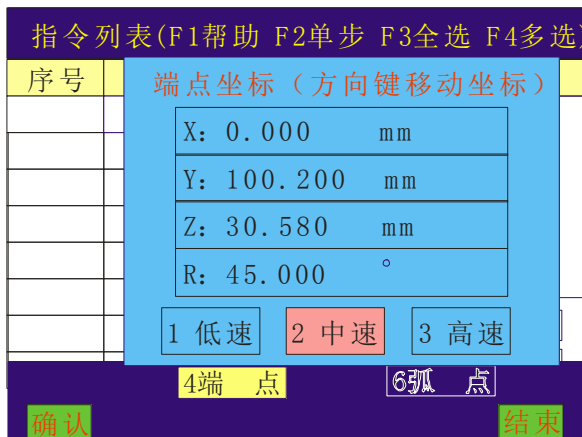 指令列表(F1帮助 F2单步 F3全选 F4多选)
序号
端点坐标（方向键移动坐标）
X: 0.000 mm
Y: 100.200 mm
Z: 30.580 mm
R: 45.000 °
1 低速 2 中速 3 高速
4端 点 6弧 点
确认 结束